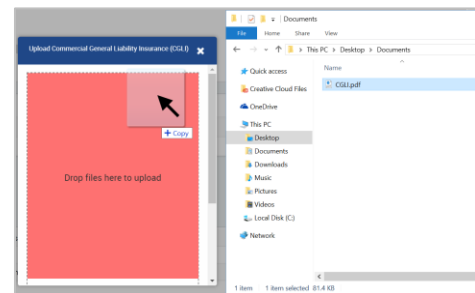 Upload Commercial General Liability Insurance (CGLI)
+ Copy
Drop files here to upload
Documents
File Home Share View
This PC > Desktop > Documents
Name
Quick access
CGLI.pdf
Creative Cloud Files
OneDrive
This PC
Desktop
Documents
Downloads
Music
Pictures
Videos
Local Disk (C:)
Network
1 item 1 item selected 81.4 KB